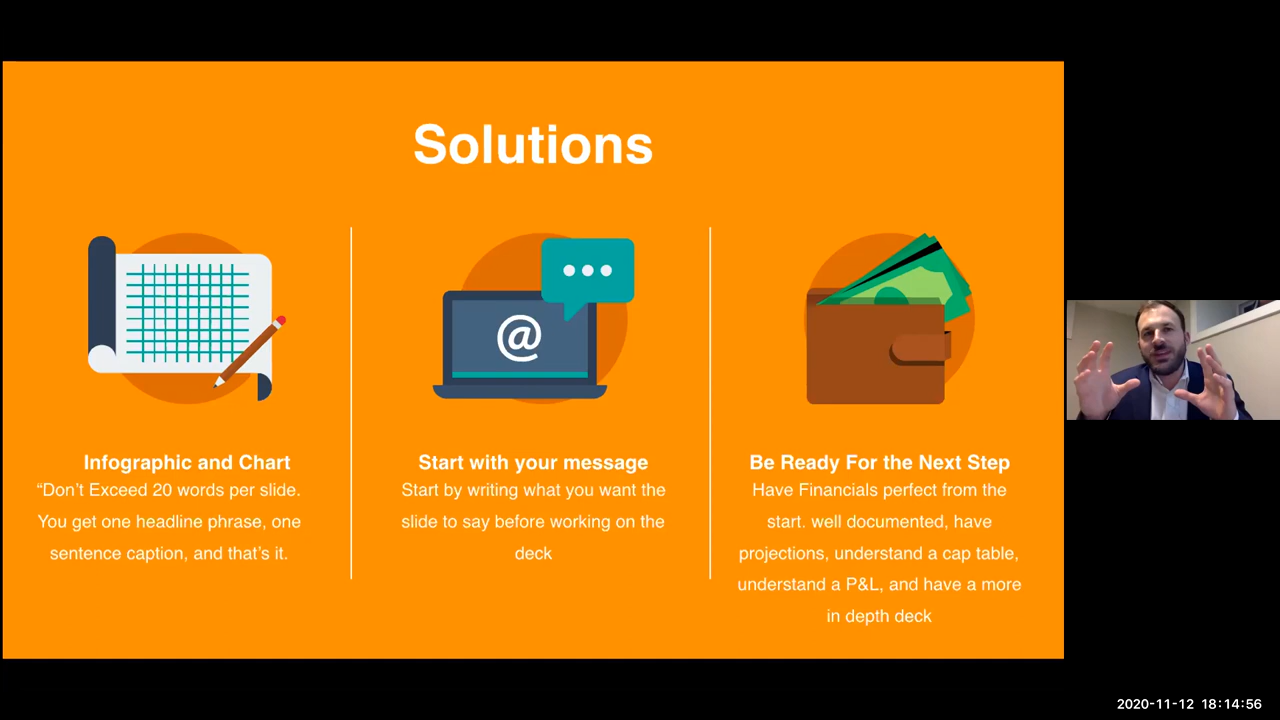 Solutions
@
Infographic and Chart
“Don’t Exceed 20 words per slide.
You get one headline phrase, one
sentence caption, and that’s it.
Start with your message
Start by writing what you want the
slide to say before working on the
deck
Be Ready For the Next Step
Have Financials perfect from the
start. well documented, have
projections, understand a cap table,
understand a P&L, and have a more
in depth deck
2020-11-12 18:14:56